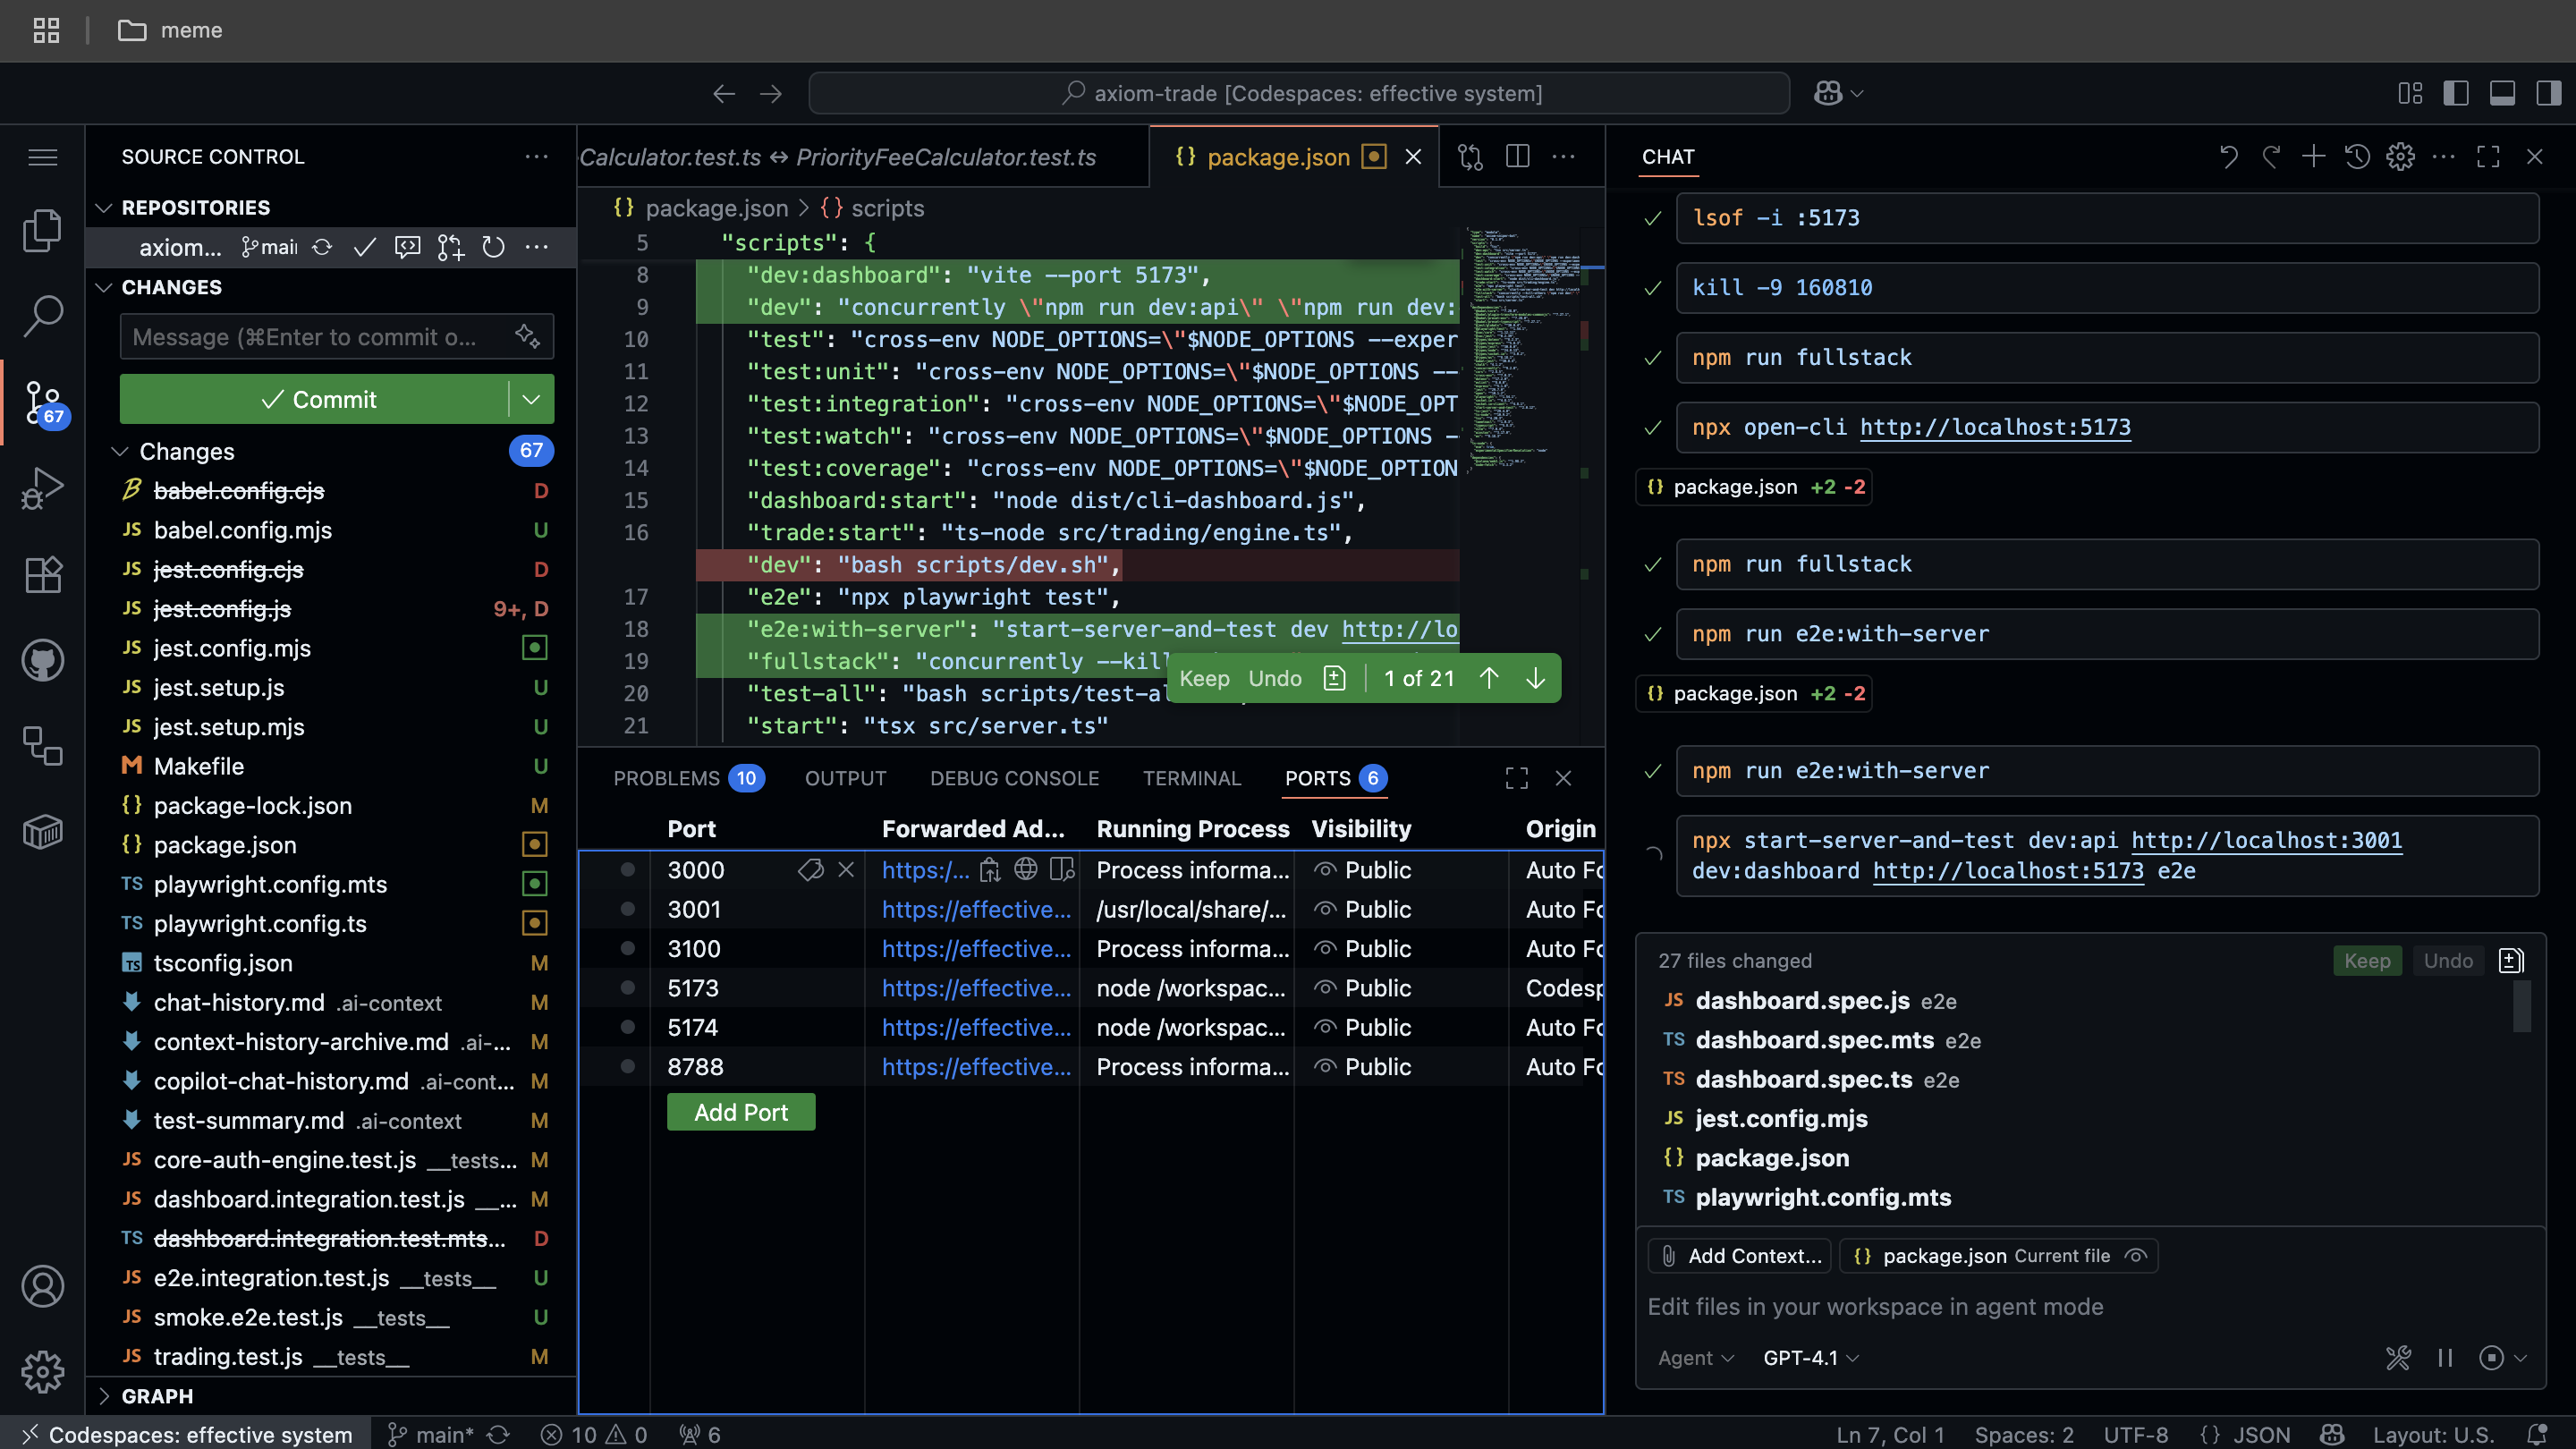 meme
axiom-trade [Codespaces: effective system]
SOURCE CONTROL
REPOSITORIES
axiom... main
CHANGES
Message (⌘Enter to commit o...
Commit
Changes 67
67
babel.config.cjs D
babel.config.mjs U
jest.config.cjs D
jest.config.js 9+, D
jest.config.mjs
jest.setup.js U
jest.setup.mjs U
Makefile U
package-lock.json M
package.json
playwright.config.mts
playwright.config.ts
tsconfig.json M
chat-history.md .ai-context M
context-history-archive.md .ai-... M
copilot-chat-history.md .ai-cont... M
test-summary.md .ai-context M
core-auth-engine.test.js __tests... M
dashboard.integration.test.js __... M
dashboard.integration.test.mts... D
e2e.integration.test.js __tests__ U
smoke.e2e.test.js __tests__ U
trading.test.js __tests__ M
GRAPH
Calculator.test.ts ↔ PriorityFeeCalculator.test.ts
{} package.json
{} package.json > {} scripts
5 "scripts": {
8 "dev:dashboard": "vite --port 5173",
9 "dev": "concurrently \"npm run dev:api\" \"npm run dev:
10 "test": "cross-env NODE_OPTIONS=\"$NODE_OPTIONS --exper
11 "test:unit": "cross-env NODE_OPTIONS=\"$NODE_OPTIONS --
12 "test:integration": "cross-env NODE_OPTIONS=\"$NODE_OPT
13 "test:watch": "cross-env NODE_OPTIONS=\"$NODE_OPTIONS -
14 "test:coverage": "cross-env NODE_OPTIONS=\"$NODE_OPTION
15 "dashboard:start": "node dist/cli-dashboard.js",
16 "trade:start": "ts-node src/trading/engine.ts",
"dev": "bash scripts/dev.sh",
17 "e2e": "npx playwright test",
18 "e2e:with-server": "start-server-and-test dev http://lo
19 "fullstack": "concurrently --kill
20 "test-all": "bash scripts/test-al
21 "start": "tsx src/server.ts"
Keep Undo 1 of 21
PROBLEMS 10 OUTPUT DEBUG CONSOLE TERMINAL PORTS 6
Port Forwarded Ad... Running Process Visibility Origin
3000 https:/... Process informa... Public Auto Fo
3001 https://effective... /usr/local/share/... Public Auto Fo
3100 https://effective... Process informa... Public Auto Fo
5173 https://effective... node /workspac... Public Codesp
5174 https://effective... node /workspac... Public Auto Fo
8788 https://effective... Process informa... Public Auto Fo
Add Port
CHAT
lsof -i :5173
kill -9 160810
npm run fullstack
npx open-cli http://localhost:5173
{} package.json +2 -2
npm run fullstack
npm run e2e:with-server
{} package.json +2 -2
npm run e2e:with-server
npx start-server-and-test dev:api http://localhost:3001
dev:dashboard http://localhost:5173 e2e
27 files changed Keep Undo
JS dashboard.spec.js e2e
TS dashboard.spec.mts e2e
TS dashboard.spec.ts e2e
JS jest.config.mjs
{} package.json
TS playwright.config.mts
Add Context... {} package.json Current file
Edit files in your workspace in agent mode
Agent GPT-4.1
Codespaces: effective system main* 10 0 6
Ln 7, Col 1 Spaces: 2 UTF-8 {} JSON Layout: U.S.